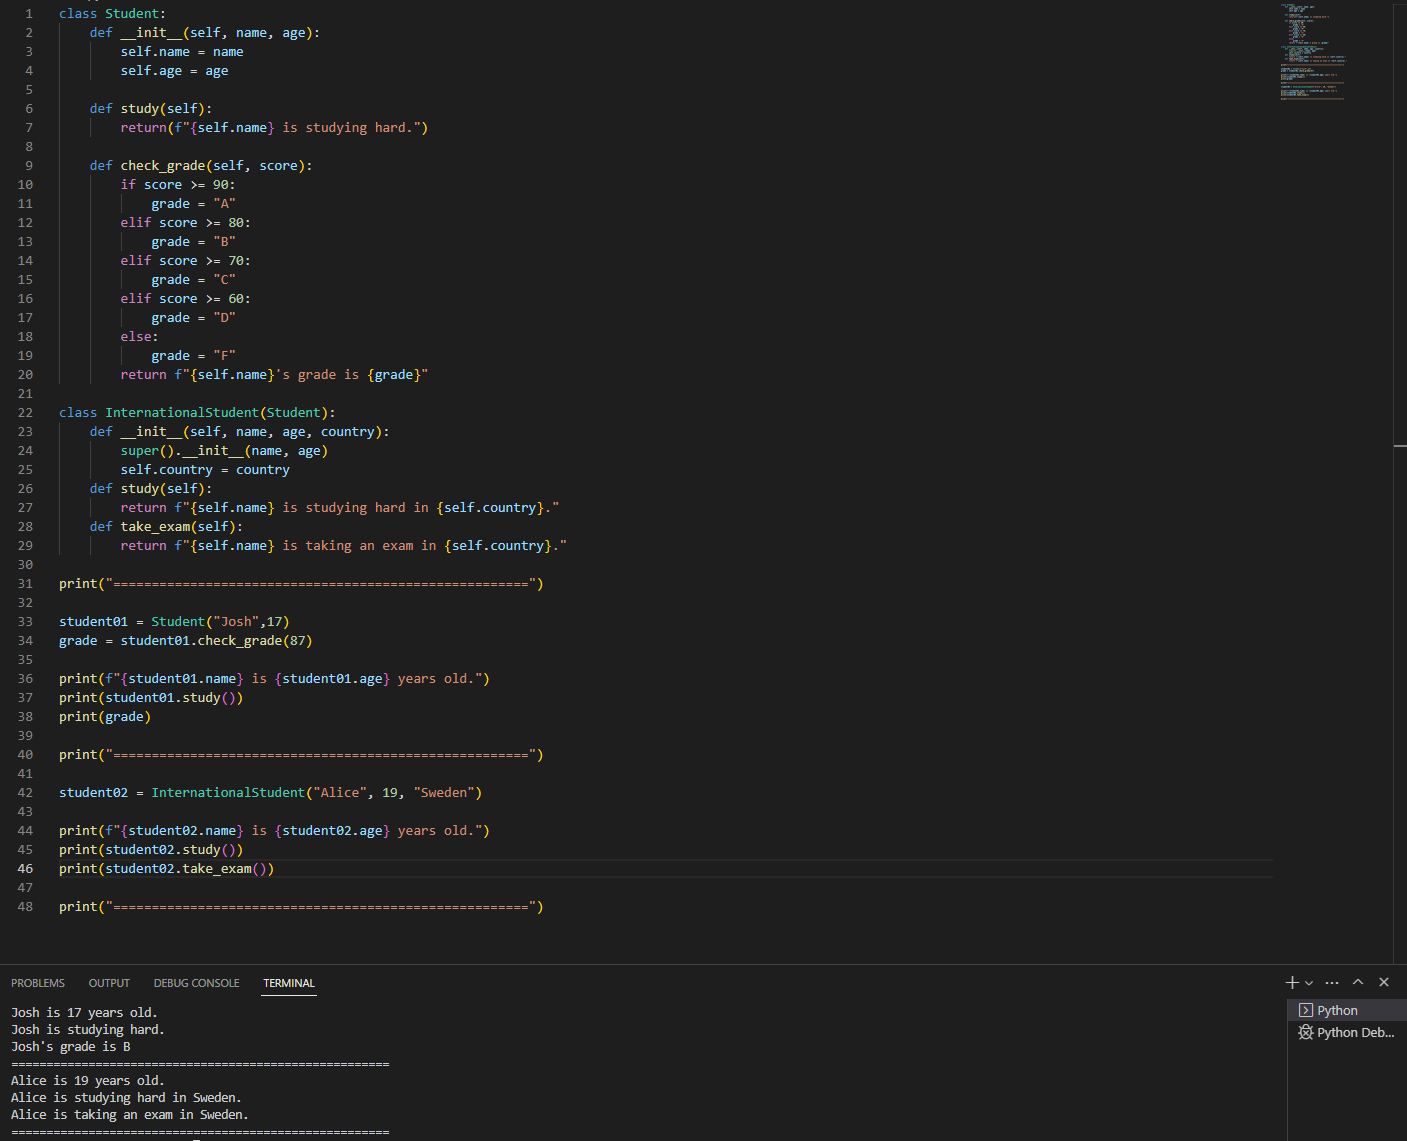 1 class Student:
2     def __init__(self, name, age):
3         self.name = name
4         self.age = age
5
6     def study(self):
7         return(f"{self.name} is studying hard.")
8
9     def check_grade(self, score):
10         if score >= 90:
11             grade = "A"
12         elif score >= 80:
13             grade = "B"
14         elif score >= 70:
15             grade = "C"
16         elif score >= 60:
17             grade = "D"
18         else:
19             grade = "F"
20         return f"{self.name}'s grade is {grade}"
21
22 class InternationalStudent(Student):
23     def __init__(self, name, age, country):
24         super().__init__(name, age)
25         self.country = country
26     def study(self):
27         return f"{self.name} is studying hard in {self.country}."
28     def take_exam(self):
29         return f"{self.name} is taking an exam in {self.country}."
30
31 print("======================================================")
32
33 student01 = Student("Josh",17)
34 grade = student01.check_grade(87)
35
36 print(f"{student01.name} is {student01.age} years old.")
37 print(student01.study())
38 print(grade)
39
40 print("======================================================")
41
42 student02 = InternationalStudent("Alice", 19, "Sweden")
43
44 print(f"{student02.name} is {student02.age} years old.")
45 print(student02.study())
46 print(student02.take_exam())
47
48 print("======================================================")
PROBLEMS OUTPUT DEBUG CONSOLE TERMINAL
Josh is 17 years old.
Josh is studying hard.
Josh's grade is B
======================================================
Alice is 19 years old.
Alice is studying hard in Sweden.
Alice is taking an exam in Sweden.
======================================================
Python
Python Deb...